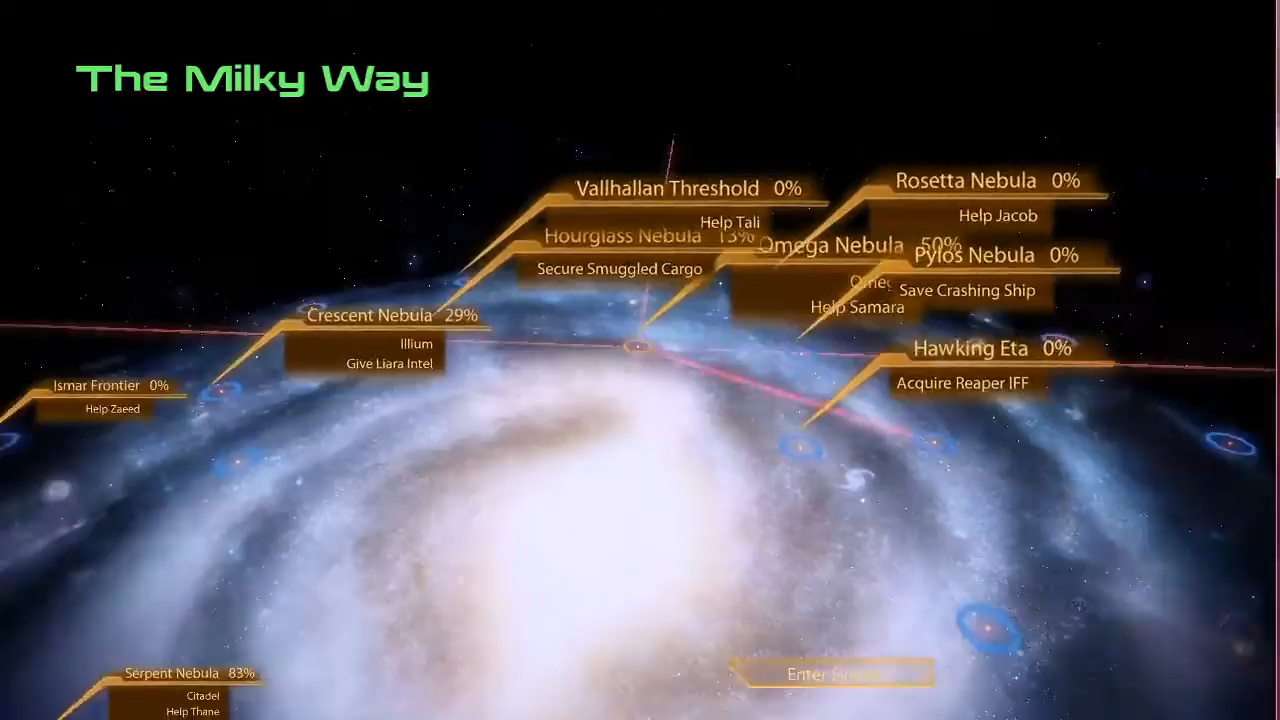 The Milky Way
Rosetta Nebula 0%
Help Jacob
Vallhallan Threshold 0%
Help Tali
Hourglass Nebula 13%
Secure Smuggled Cargo
Omega Nebula 50%
Help Samara
Pylos Nebula 0%
Save Crashing Ship
Crescent Nebula 29%
Illium
Give Liara Intel
Hawking Eta 0%
Acquire Reaper IFF
Ismar Frontier 0%
Help Zaeed
Serpent Nebula 83%
Citadel
Help Thane
Enter